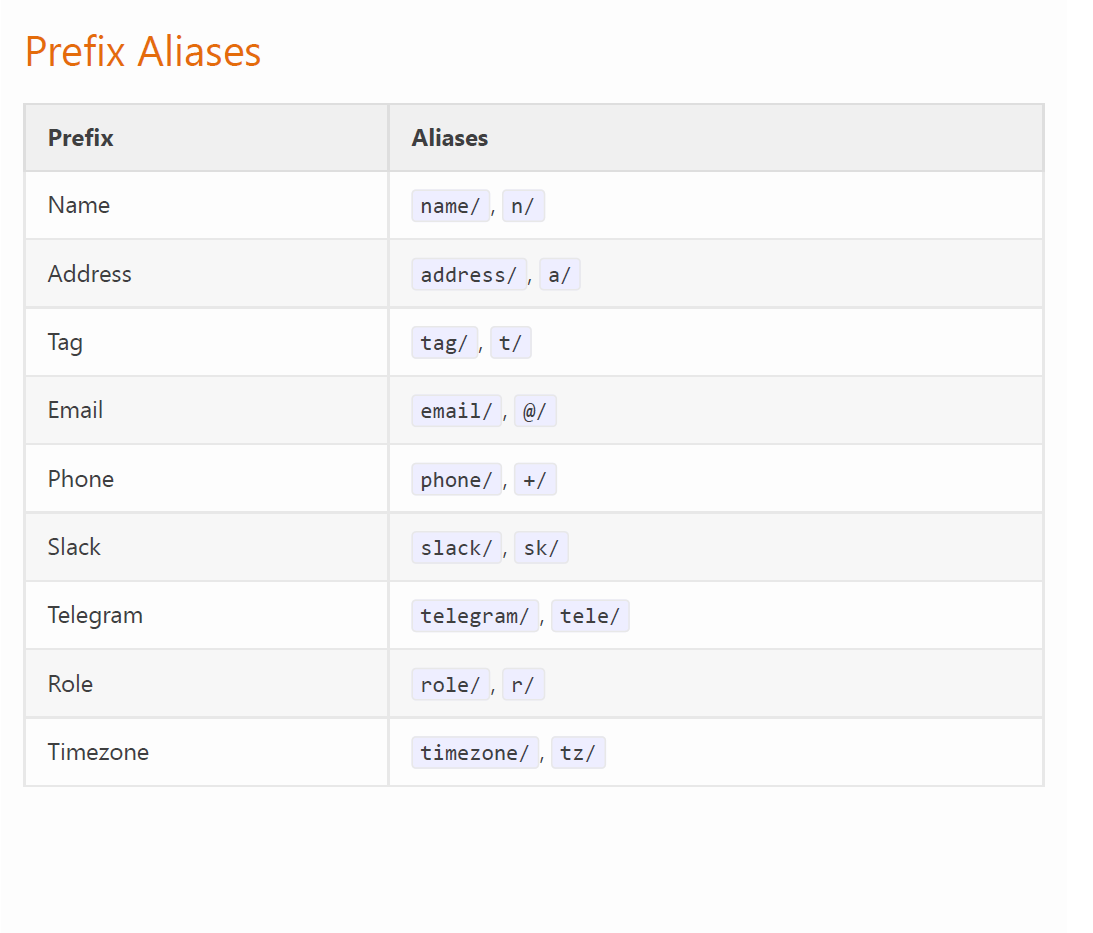 Prefix Aliases
Prefix Aliases
Name name/, n/
Address address/, a/
Tag tag/, t/
Email email/, @/
Phone phone/, +/
Slack slack/, sk/
Telegram telegram/, tele/
Role role/, r/
Timezone timezone/, tz/